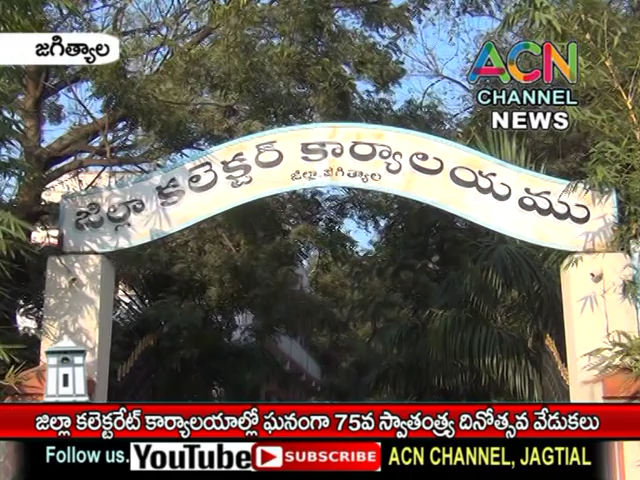 జగిత్యాల
ACN
CHANNEL
NEWS
జిల్లా కలెక్టర్ కార్యాలయము
జిల్లా.జగిత్యాల
జిల్లా కలెక్టరేట్ కార్యాలయాల్లో ఘనంగా 75వ స్వాతంత్ర్య దినోత్సవ వేడుకలు
Follow us. YouTube SUBSCRIBE ACN CHANNEL, JAGTIAL